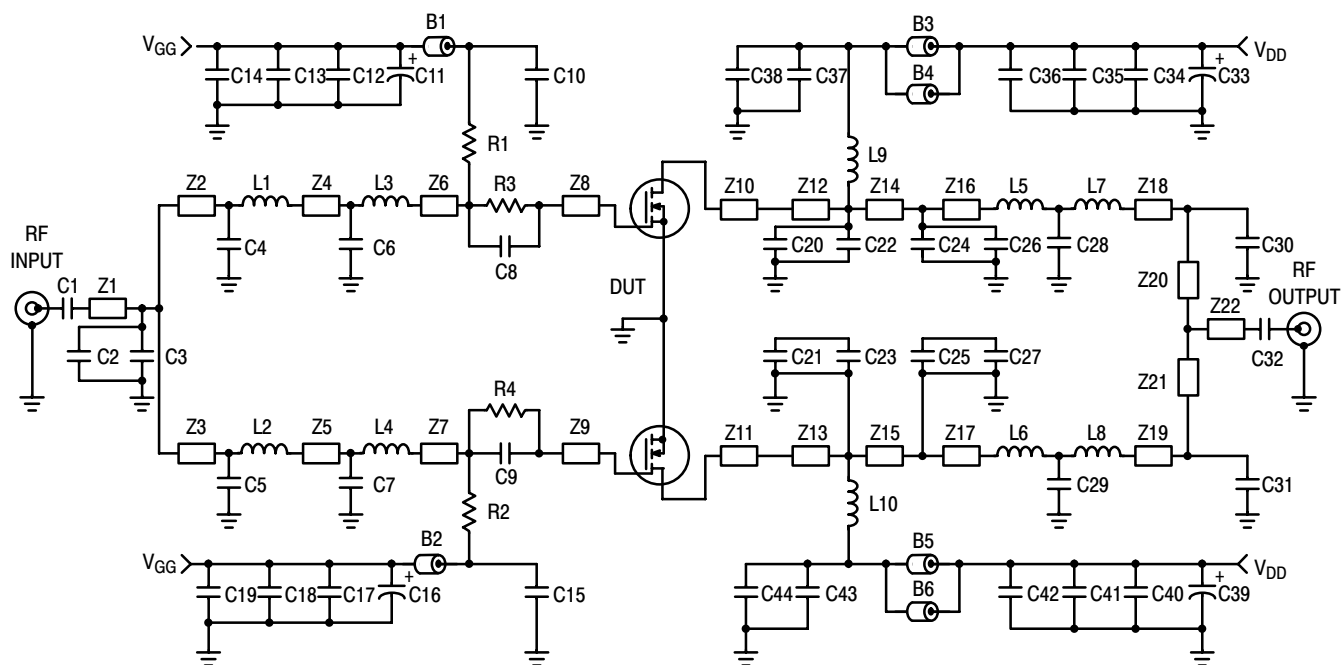 B1
B3
VGG
VDD
C14 C13 C12 + C11 C10
C38 C37 B4 C36 C35 C34 + C33
R1
L9
Z2 L1 Z4 L3 Z6 R3 Z8
Z10 Z12 Z14 Z16 L5 L7 Z18
C4 C6 C8
C20 C22 C24 C26 C28 C30
RF
INPUT
C1 Z1
DUT
Z20 Z22
RF
OUTPUT
C32
C2 C3
C21 C23 C25 C27
Z21
R4
Z3 L2 Z5 L4 Z7 C9 Z9
Z11 Z13 Z15 Z17 L6 L8 Z19
C5 C7
C29 C31
R2
L10
B2
B5
VGG
VDD
C19 C18 C17 + C16 C15
C44 C43 B6 C42 C41 C40 + C39